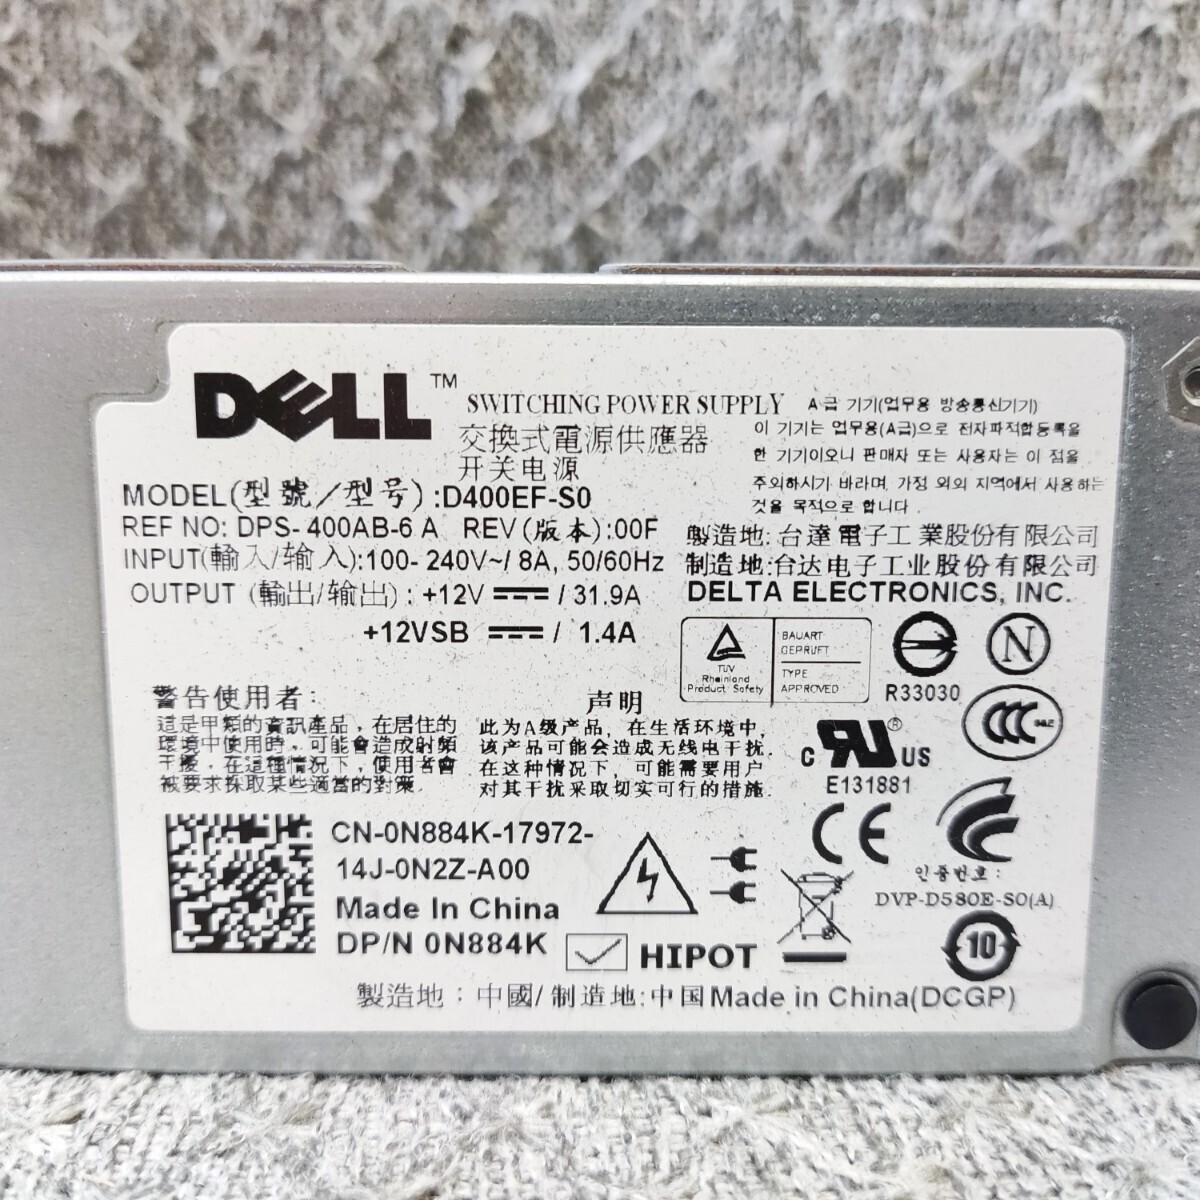 DELL™
SWITCHING POWER SUPPLY
交換式電源供應器
开关电源
A급 기기(업무용 방송통신기기)
이 기기는 업무용(A급)으로 전자파적합등록을
한 기기이오니 판매자 또는 사용자는 이 점을
주의하시기 바라며, 가정 외의 지역에서 사용하는
것을 목적으로 합니다.
MODEL(型號/型号):D400EF-S0
REF NO: DPS-400AB-6 A REV(版本):00F
INPUT(輸入/输入):100-240V~/ 8A, 50/60Hz
OUTPUT (輸出/输出) : +12V ⎓ / 31.9A
+12VSB ⎓ / 1.4A
製造地: 台達電子工業股份有限公司
制造地:台达电子工业股份有限公司
DELTA ELECTRONICS, INC.
TÜV
Rheinland
Product Safety
BAUART
GEPRÜFT
TYPE
APPROVED
R33030
N
警告使用者:
這是甲類的資訊產品, 在居住的
環境中使用時, 可能會造成射頻
干擾, 在這種情況下, 使用者會
被要求採取某些適當的對策.
声明
此为A级产品, 在生活环境中,
该产品可能会造成无线电干扰.
在这种情况下, 可能需要用户
对其干扰采取切实可行的措施.
c RU® US
E131881
CCC
CE
인증번호 :
DVP-D580E-S0(A)
10
CN-0N884K-17972-
14J-0N2Z-A00
Made In China
DP/N 0N884K
HIPOT
製造地 : 中國/ 制造地:中国Made in China(DCGP)